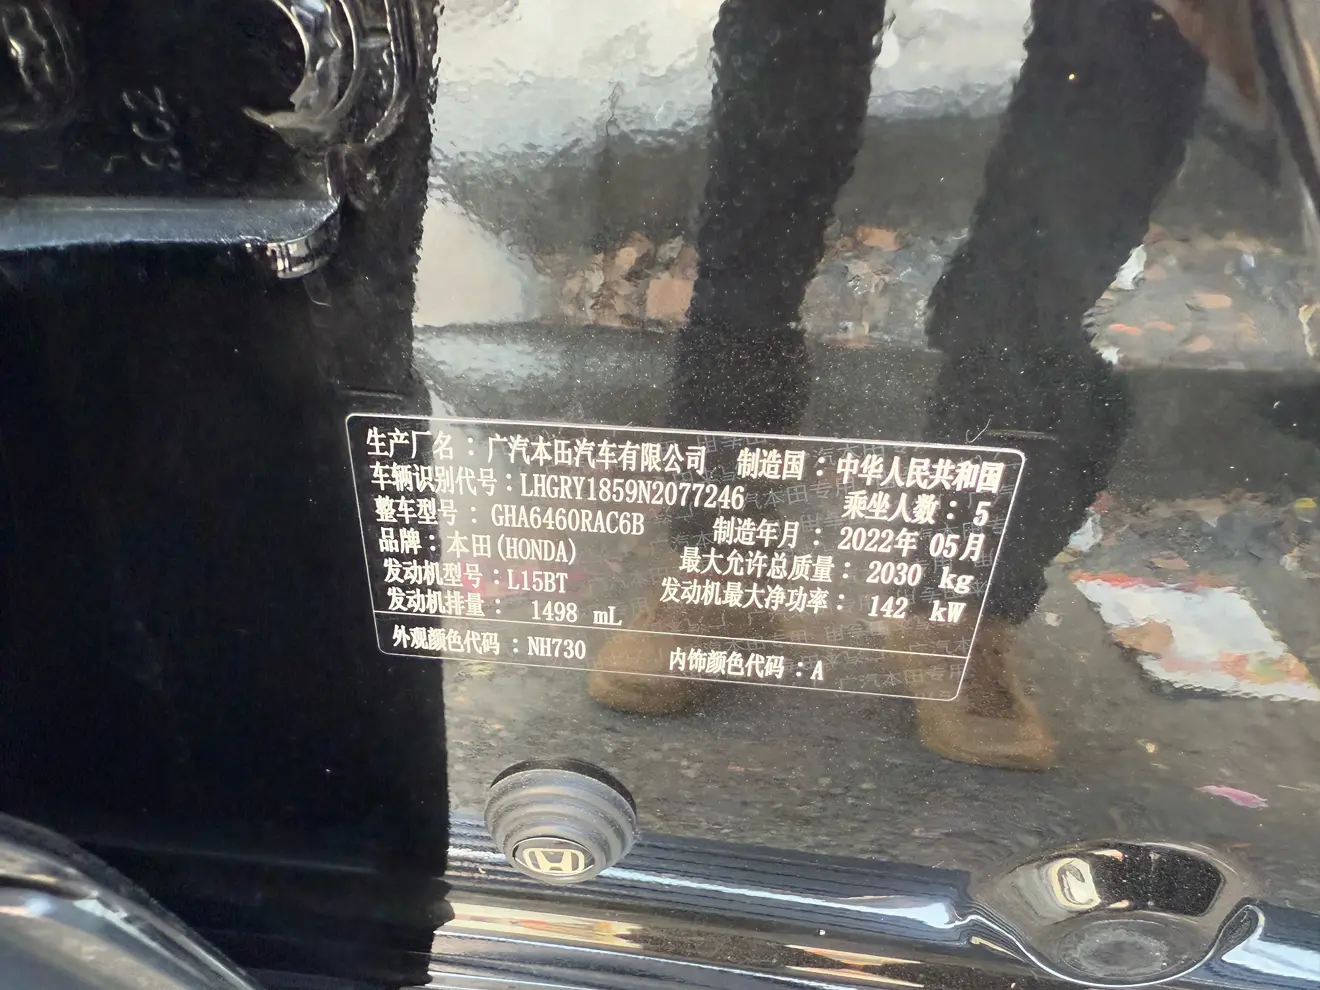 生产厂名：广汽本田汽车有限公司 制造国：中华人民共和国
车辆识别代号：LHGRY1859N2077246 乘坐人数：5
整车型号：GHA6460RAC6B 制造年月：2022年05月
品牌：本田(HONDA) 最大允许总质量：2030 kg
发动机型号：L15BT 发动机最大净功率：142 kW
发动机排量：1498 mL
外观颜色代码：NH730 内饰颜色代码：A